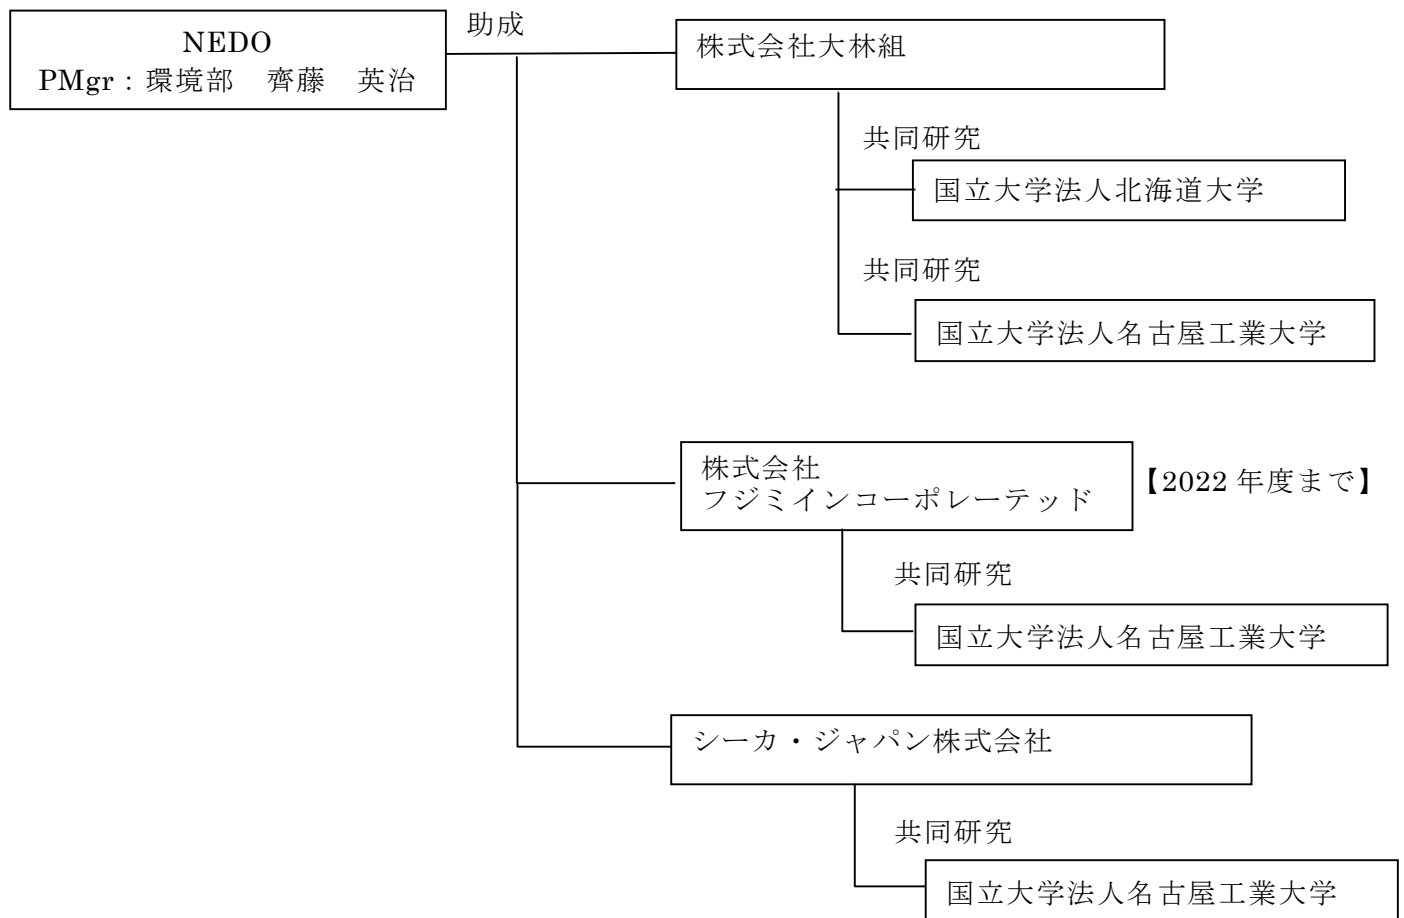 NEDO
PMgr：環境部　齊藤　英治
助成
株式会社大林組
共同研究
国立大学法人北海道大学
共同研究
国立大学法人名古屋工業大学
株式会社
フジミインコーポレーテッド
【2022 年度まで】
共同研究
国立大学法人名古屋工業大学
シーカ・ジャパン株式会社
共同研究
国立大学法人名古屋工業大学